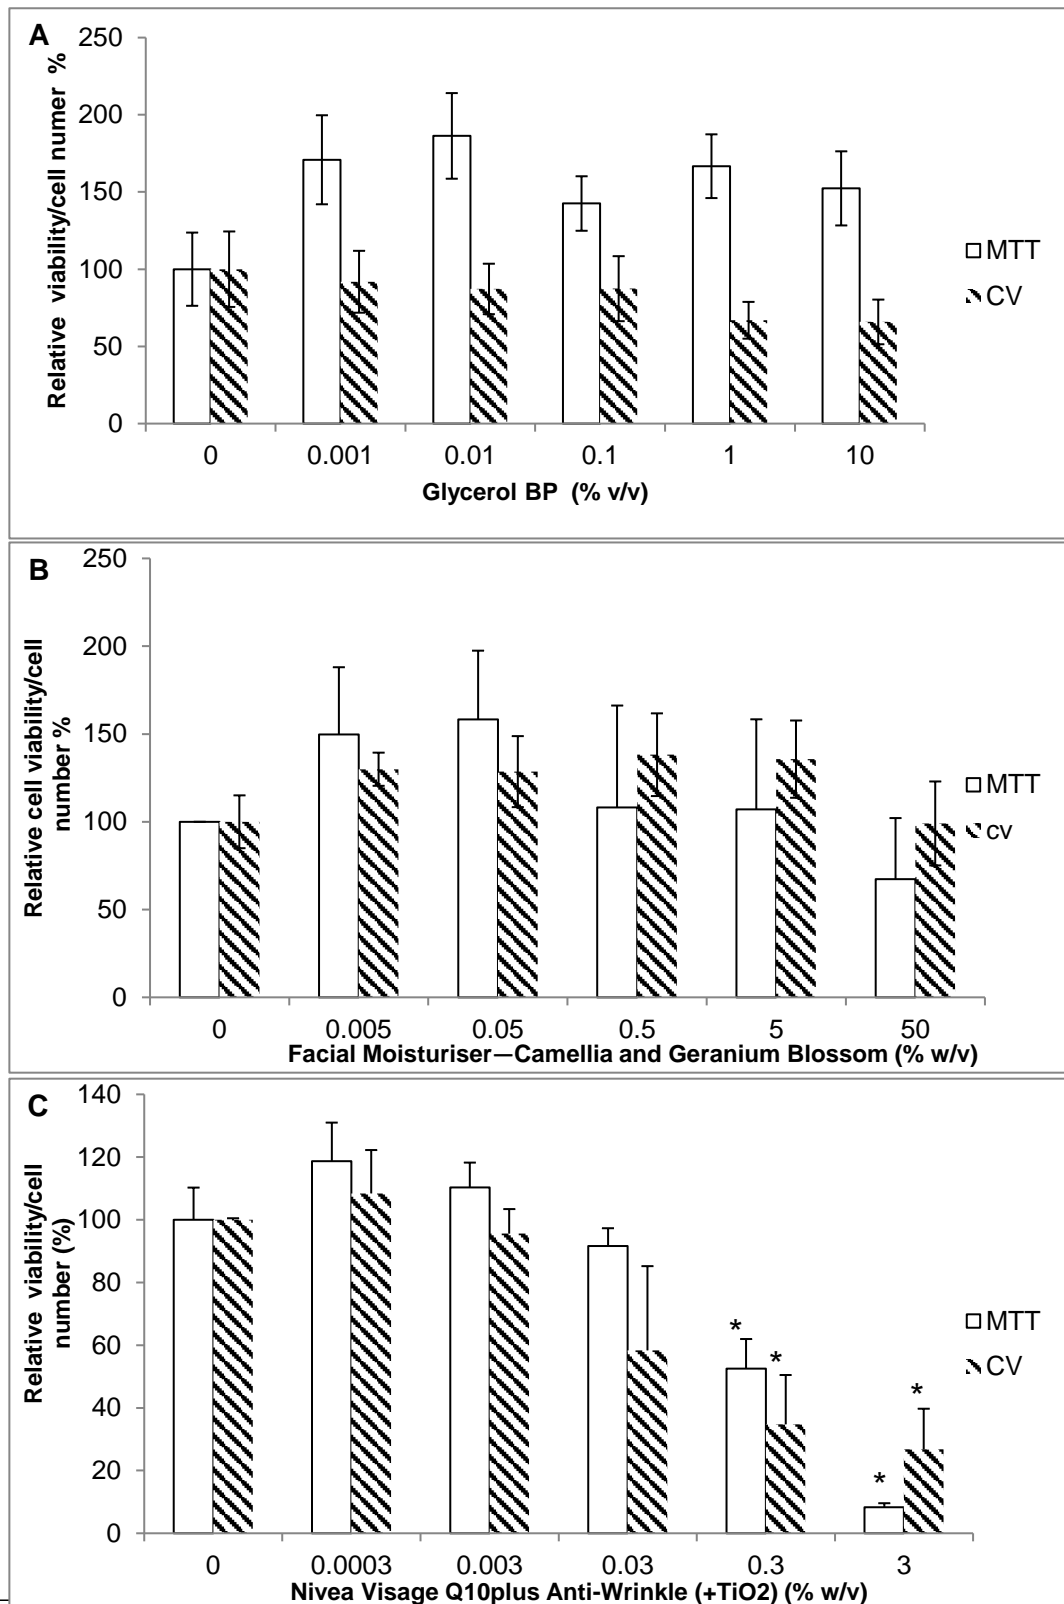 A
250
200
150
100
50
0
Relative viability/cell numer %
0 0.001 0.01 0.1 1 10
Glycerol BP (% v/v)
MTT
CV
B
250
200
150
100
50
0
Relative cell viability/cell
number %
0 0.005 0.05 0.5 5 50
Facial Moisturiser—Camellia and Geranium Blossom (% w/v)
MTT
cv
C
140
120
100
80
60
40
20
0
Relative viability/cell
number (%)
* * * *
0 0.0003 0.003 0.03 0.3 3
Nivea Visage Q10plus Anti-Wrinkle (+TiO2) (% w/v)
MTT
CV